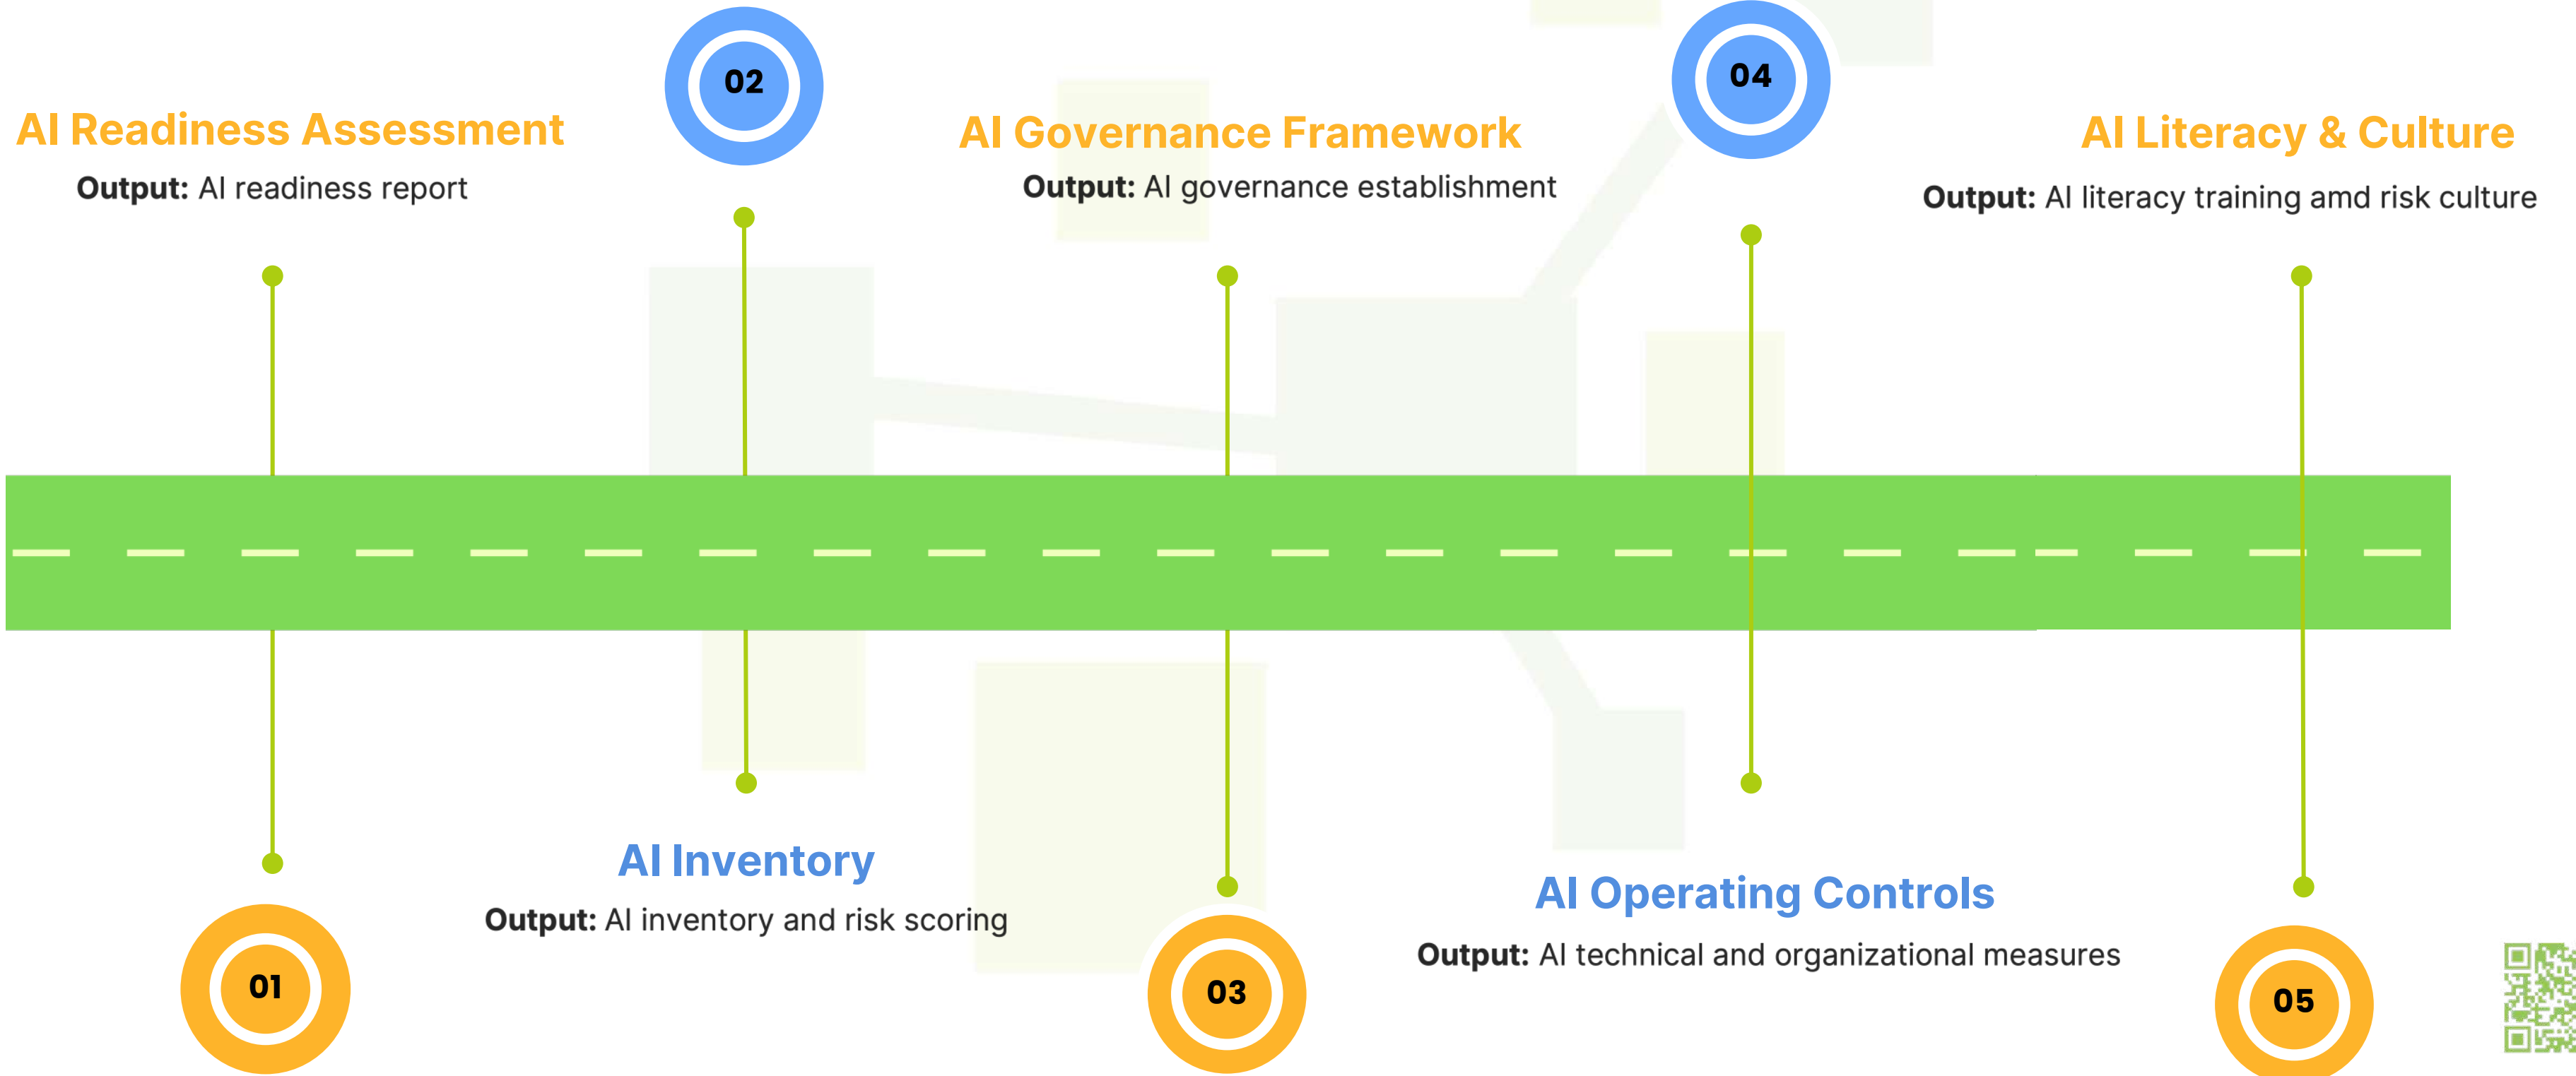 01
AI Readiness Assessment
Output: AI readiness report
02
AI Inventory
Output: AI inventory and risk scoring
03
AI Governance Framework
Output: AI governance establishment
04
AI Operating Controls
Output: AI technical and organizational measures
05
AI Literacy & Culture
Output: AI literacy training amd risk culture